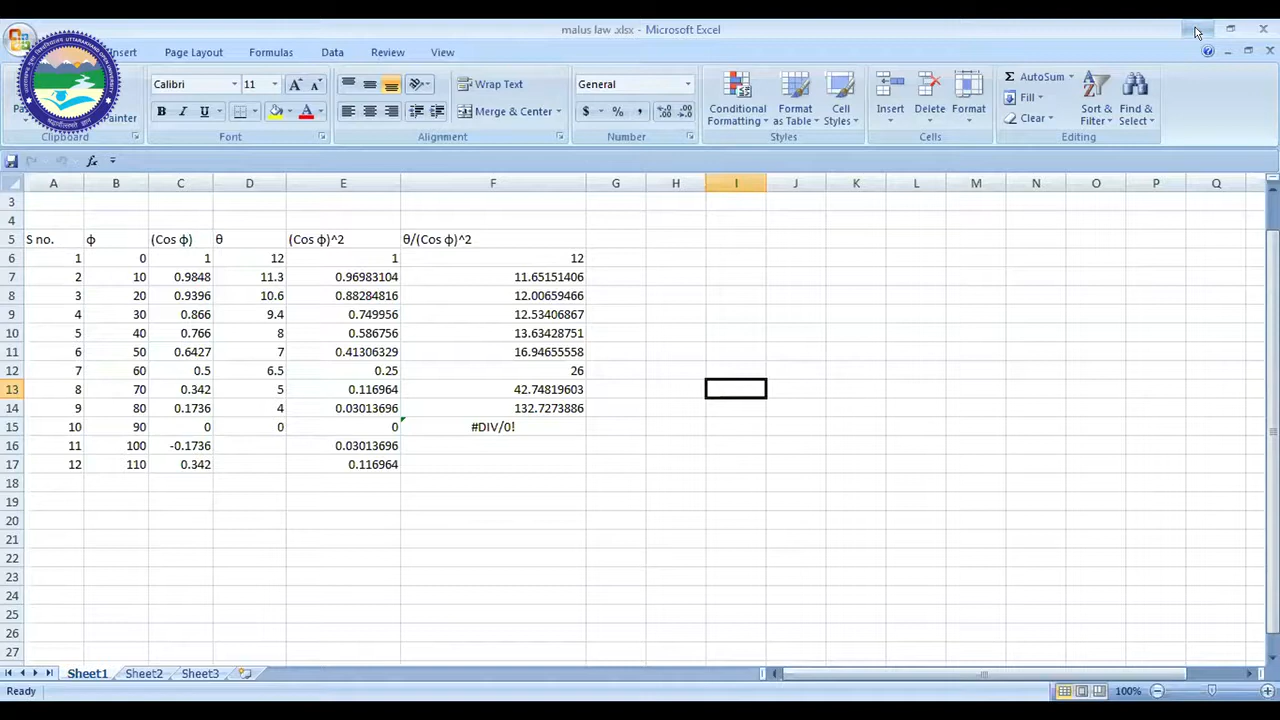 malus law .xlsx - Microsoft Excel
Insert Page Layout Formulas Data Review View
Calibri 11 Wrap Text General AutoSum
Fill
Painter B I U Merge & Center $ % , Conditional Formatting Format as Table Cell Styles Insert Delete Format Clear Sort & Filter Find & Select
Clipboard Font Alignment Number Styles Cells Editing
fx
A B C D E F G H I J K L M N O P Q
3
4
5 S no. ϕ (Cos ϕ) θ (Cos ϕ)^2 θ/(Cos ϕ)^2
6 1 0 1 12 1 12
7 2 10 0.9848 11.3 0.96983104 11.65151406
8 3 20 0.9396 10.6 0.88284816 12.00659466
9 4 30 0.866 9.4 0.749956 12.53406867
10 5 40 0.766 8 0.586756 13.63428751
11 6 50 0.6427 7 0.41306329 16.94655558
12 7 60 0.5 6.5 0.25 26
13 8 70 0.342 5 0.116964 42.74819603
14 9 80 0.1736 4 0.03013696 132.7273886
15 10 90 0 0 0 #DIV/0!
16 11 100 -0.1736 0.03013696
17 12 110 0.342 0.116964
18
19
20
21
22
23
24
25
26
27
Sheet1 Sheet2 Sheet3
Ready 100%